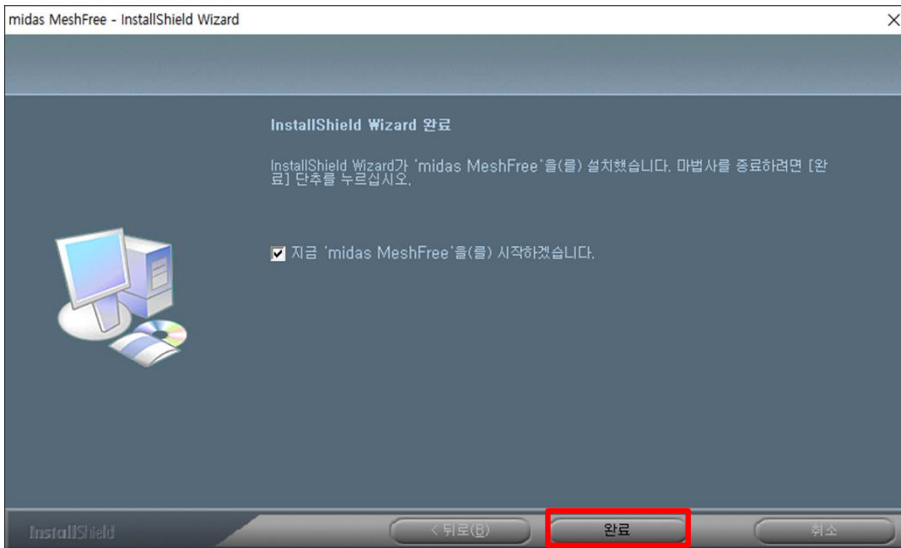 midas MeshFree - InstallShield Wizard
InstallShield Wizard 완료
InstallShield Wizard가 'midas MeshFree'을(를) 설치했습니다. 마법사를 종료하려면 [완
료] 단추를 누르십시오.
지금 'midas MeshFree'을(를) 시작하겠습니다.
InstallShield
< 뒤로(B)
완료
취소